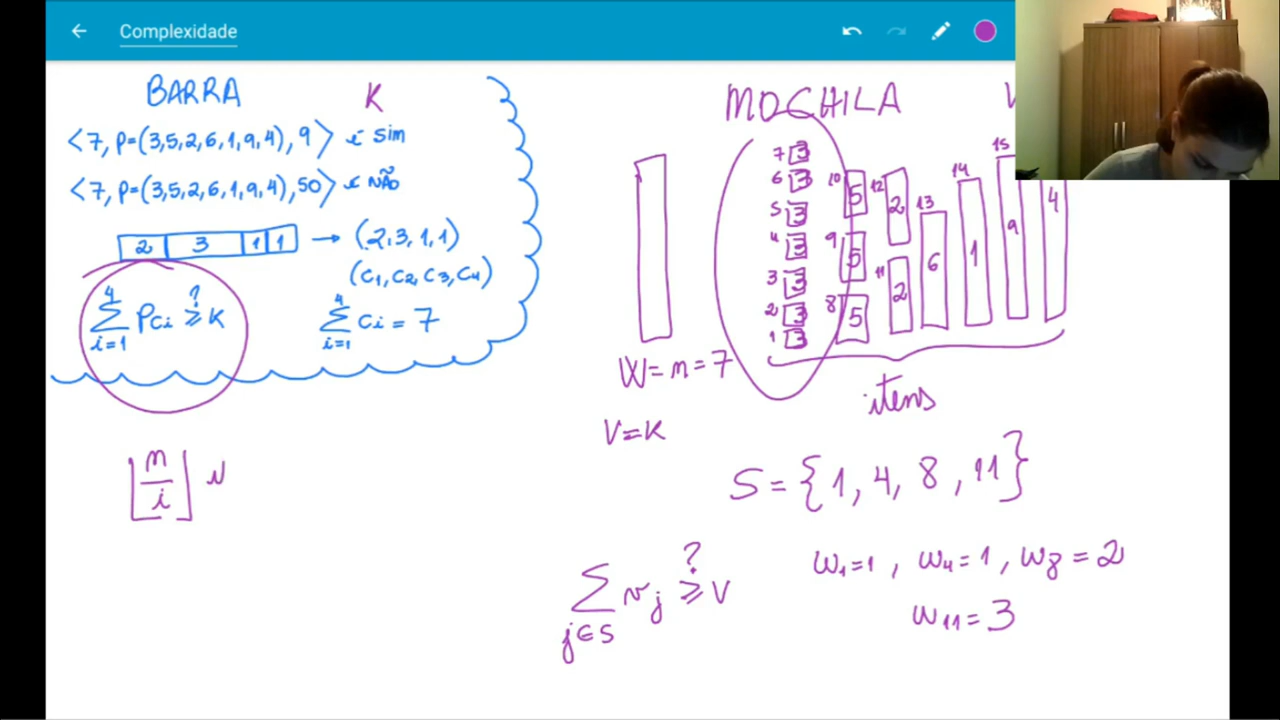 Complexidade
BARRA K
<7, P=(3,5,2,6,1,9,4), 9> é sim
<7, P=(3,5,2,6,1,9,4), 50> é NÃO
2 3 1 1 → (2,3,1,1)
(C1, C2, C3, C4)
4 ∑ i=1 PCi ≥? K
4 ∑ i=1 Ci = 7
⌊n/i⌋
MOCHILA
7 3
6 3
5 3
4 3
3 3
2 3
1 3
10 5
9 5
8 5
12 2
11 2
13 6
14 1
15 9
4
W=n=7
itens
V=K
S={1,4,8,11}
∑ j∈S vj ≥? V
w1=1, w4=1, w8=2
w11=3